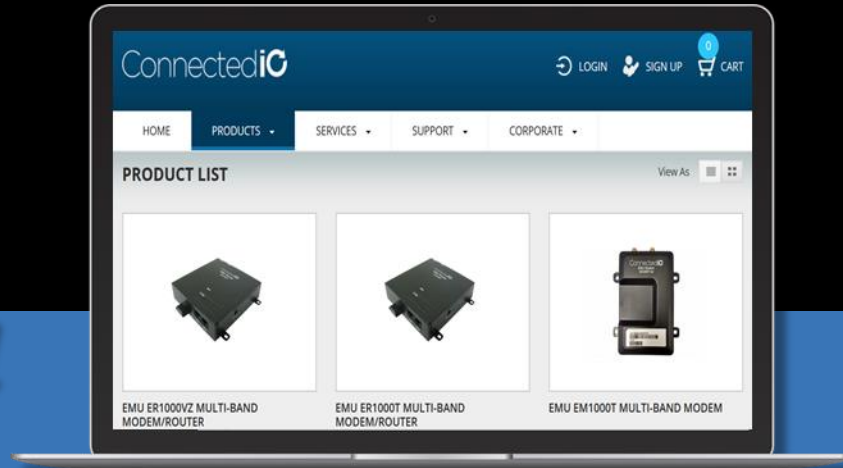 0
ConnectediO
LOGIN
SIGN UP
CART
HOME
PRODUCTS
SERVICES
SUPPORT
CORPORATE
PRODUCT LIST
View As
ConnectediO
EMU ER1000VZ MULTI-BAND
MODEM/ROUTER
EMU ER1000T MULTI-BAND
MODEM/ROUTER
EMU EM1000T MULTI-BAND MODEM